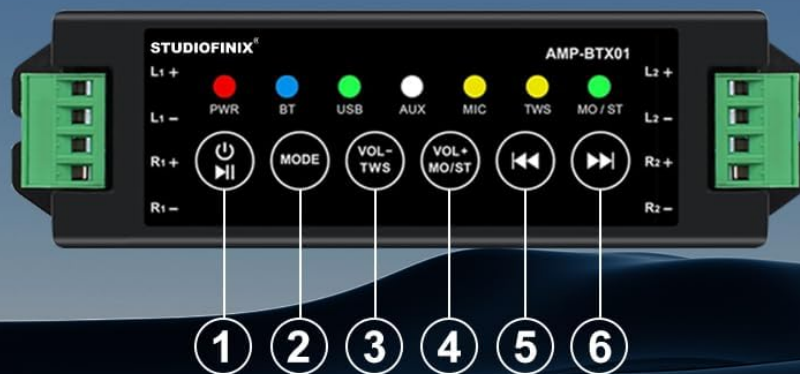 STUDIOFINIX®
AMP-BTX01
L1 +
L2 +
PWR
BT
USB
AUX
MIC
TWS
MO / ST
L1 −
L2 −
R1 +
MODE
VOL−
TWS
VOL+
MO/ST
R2 +
R1 −
R2 −
1
2
3
4
5
6